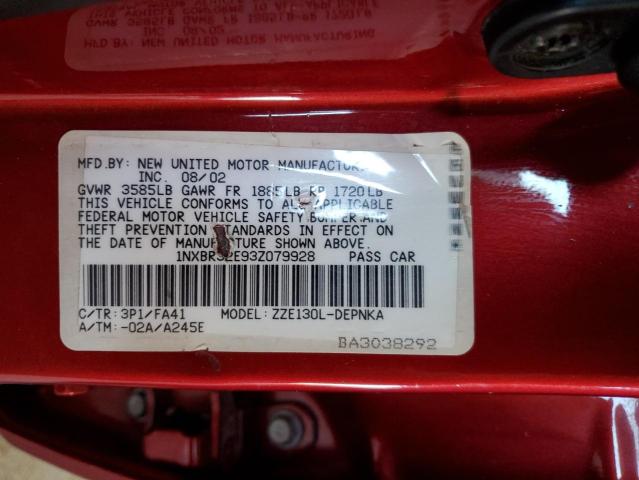 MFD.BY: NEW UNITED MOTOR MANUFACTUR
INC. 08/02
GVWR 3585LB GAWR FR 1885LB RR 1720LB
THIS VEHICLE CONFORMS TO ALL APPLICABLE
FEDERAL MOTOR VEHICLE SAFETY,BUMPER,AND
THEFT PREVENTION STANDARDS IN EFFECT ON
THE DATE OF MANUFACTURE SHOWN ABOVE.
1NXBR32E93Z079928 PASS CAR
C/TR:3P1/FA41 MODEL:ZZE130L-DEPNKA
A/TM:-02A/A245E
BA3038292